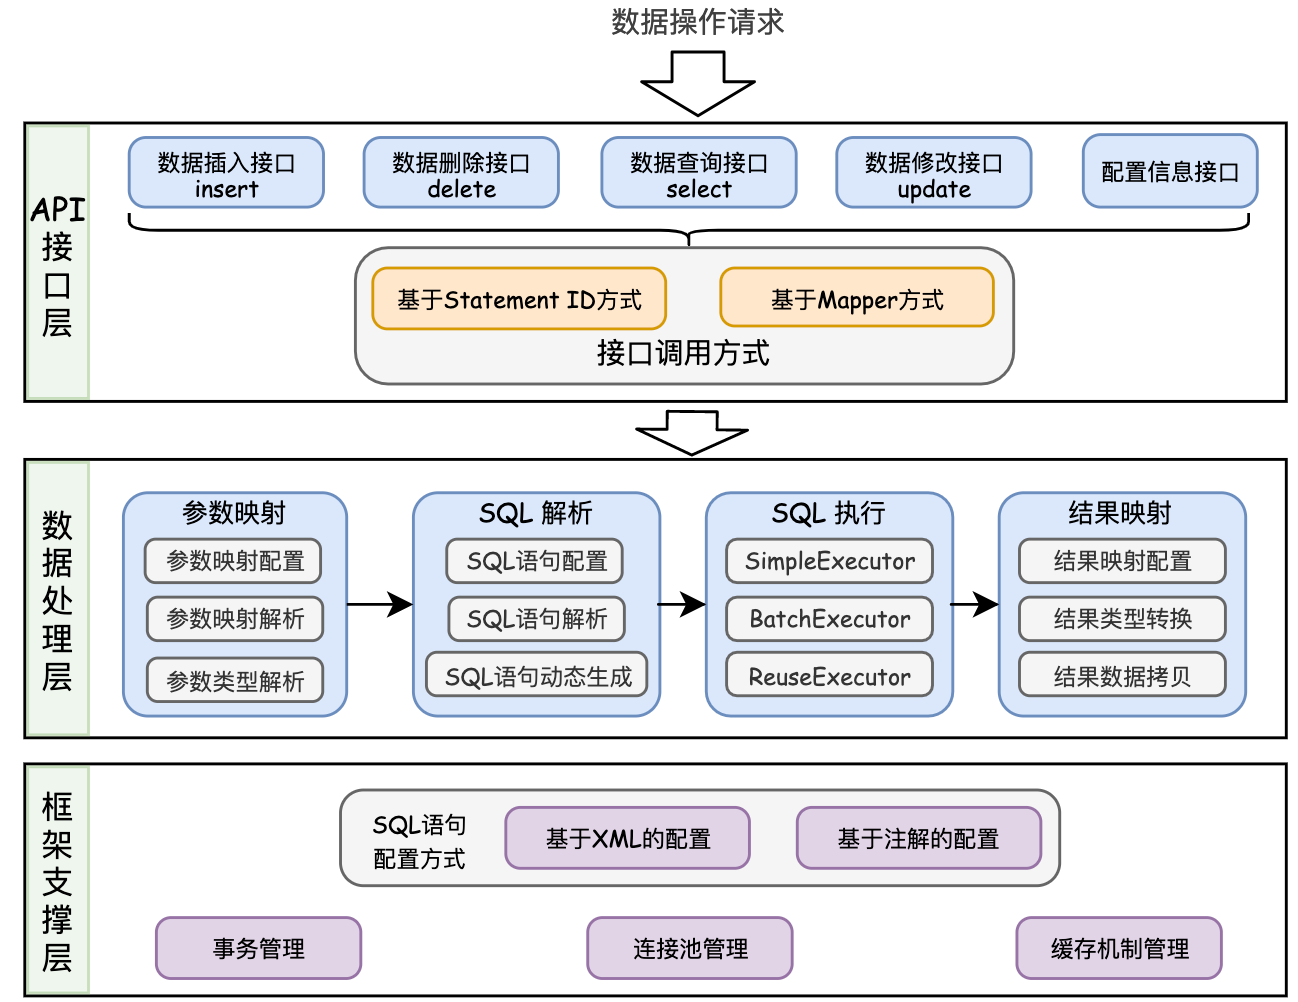 数据操作请求
API
接
口
层
数据插入接口
insert
数据删除接口
delete
数据查询接口
select
数据修改接口
update
配置信息接口
基于Statement ID方式
基于Mapper方式
接口调用方式
数
据
处
理
层
参数映射
参数映射配置
参数映射解析
参数类型解析
SQL 解析
SQL语句配置
SQL语句解析
SQL语句动态生成
SQL 执行
SimpleExecutor
BatchExecutor
ReuseExecutor
结果映射
结果映射配置
结果类型转换
结果数据拷贝
框
架
支
撑
层
SQL语句
配置方式
基于XML的配置
基于注解的配置
事务管理
连接池管理
缓存机制管理